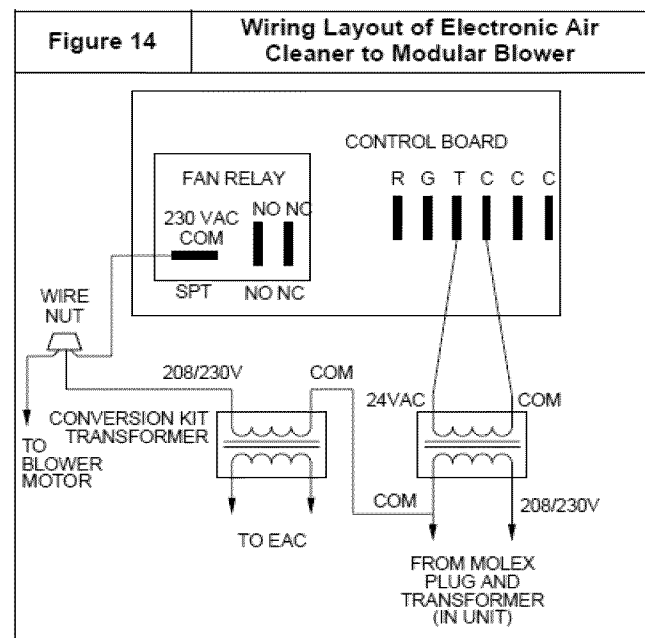 Figure 14
Wiring Layout of Electronic Air
Cleaner to Modular Blower
CONTROL BOARD
R G T C C C
FAN RELAY
NO NC
230 VAC
COM
SPT
NO NC
WIRE
NUT
208/230V
COM
24VAC
COM
CONVERSION KIT
TRANSFORMER
TO
BLOWER
MOTOR
COM
208/230V
TO EAC
FROM MOLEX
PLUG AND
TRANSFORMER
(IN UNIT)